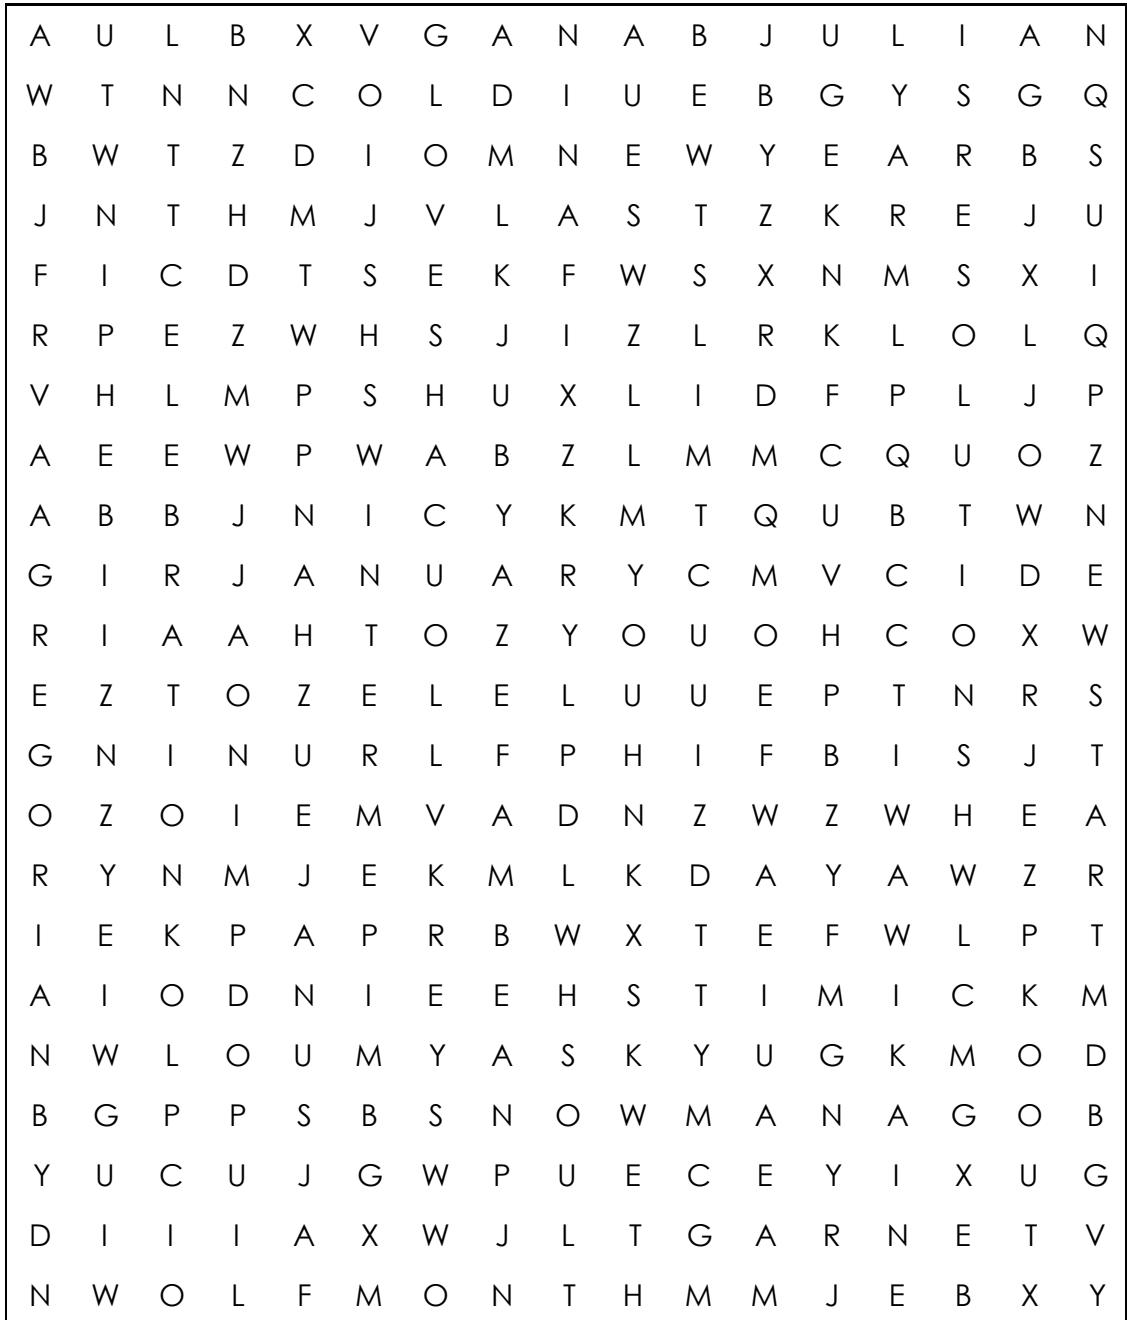 A U L B X V G A N A B J U L I A N
W T N N C O L D I U E B G Y S G Q
B W T Z D I O M N E W Y E A R B S
J N T H M J V L A S T Z K R E J U
F I C D T S E K F W S X N M S X I
R P E Z W H S J I Z L R K L O L Q
V H L M P S H U X L I D F P L J P
A E E W P W A B Z L M M C Q U O Z
A B B J N I C Y K M T Q U B T W N
G I R J A N U A R Y C M V C I D E
R I A A H T O Z Y O U O H C O X W
E Z T O Z E L E L U U E P T N R S
G N I N U R L F P H I F B I S J T
O Z O I E M V A D N Z W Z W H E A
R Y N M J E K M L K D A Y A W Z R
I E K P A P R B W X T E F W L P T
A I O D N I E E H S T I M I C K M
N W L O U M Y A S K Y U G K M O D
B G P P S B S N O W M A N A G O B
Y U C U J G W P U E C E Y I X U G
D I I I A X W J L T G A R N E T V
N W O L F M O N T H M M J E B X Y